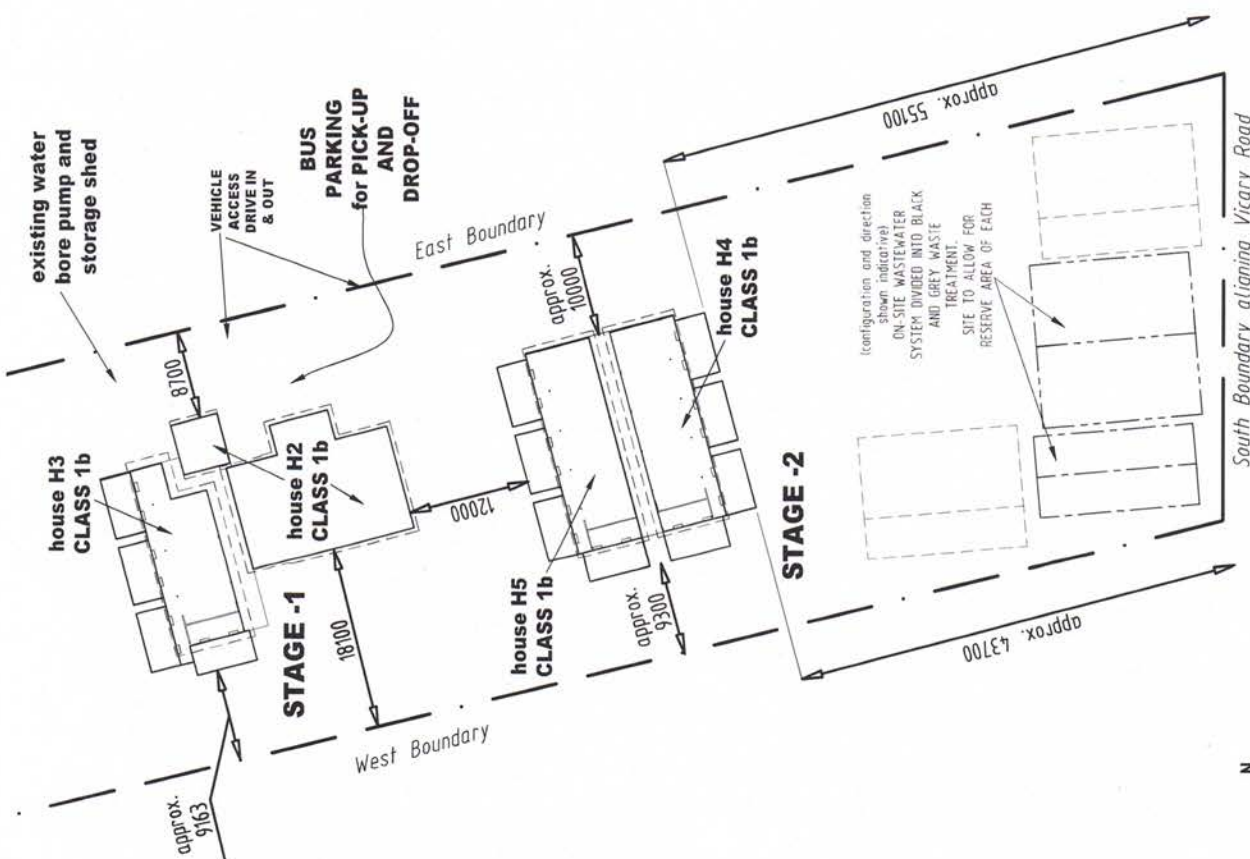 existing water
bore pump and
storage shed
VEHICLE
ACCESS
DRIVE IN
& OUT
BUS
PARKING
for PICK-UP
AND
DROP-OFF
house H3
CLASS 1b
8700
East Boundary
house H2
CLASS 1b
approx.
10000
approx. 55100
12000
house H4
CLASS 1b
STAGE -1
18100
approx.
9163
West Boundary
house H5
CLASS 1b
approx.
9300
STAGE -2
(configuration and direction
shown indicative)
ON-SITE WASTEWATER
SYSTEM DIVIDED INTO BLACK
AND GREY WASTE
TREATMENT.
SITE TO ALLOW FOR
RESERVE AREA OF EACH
approx. 43700
South Boundary aligning Vicary Road
N